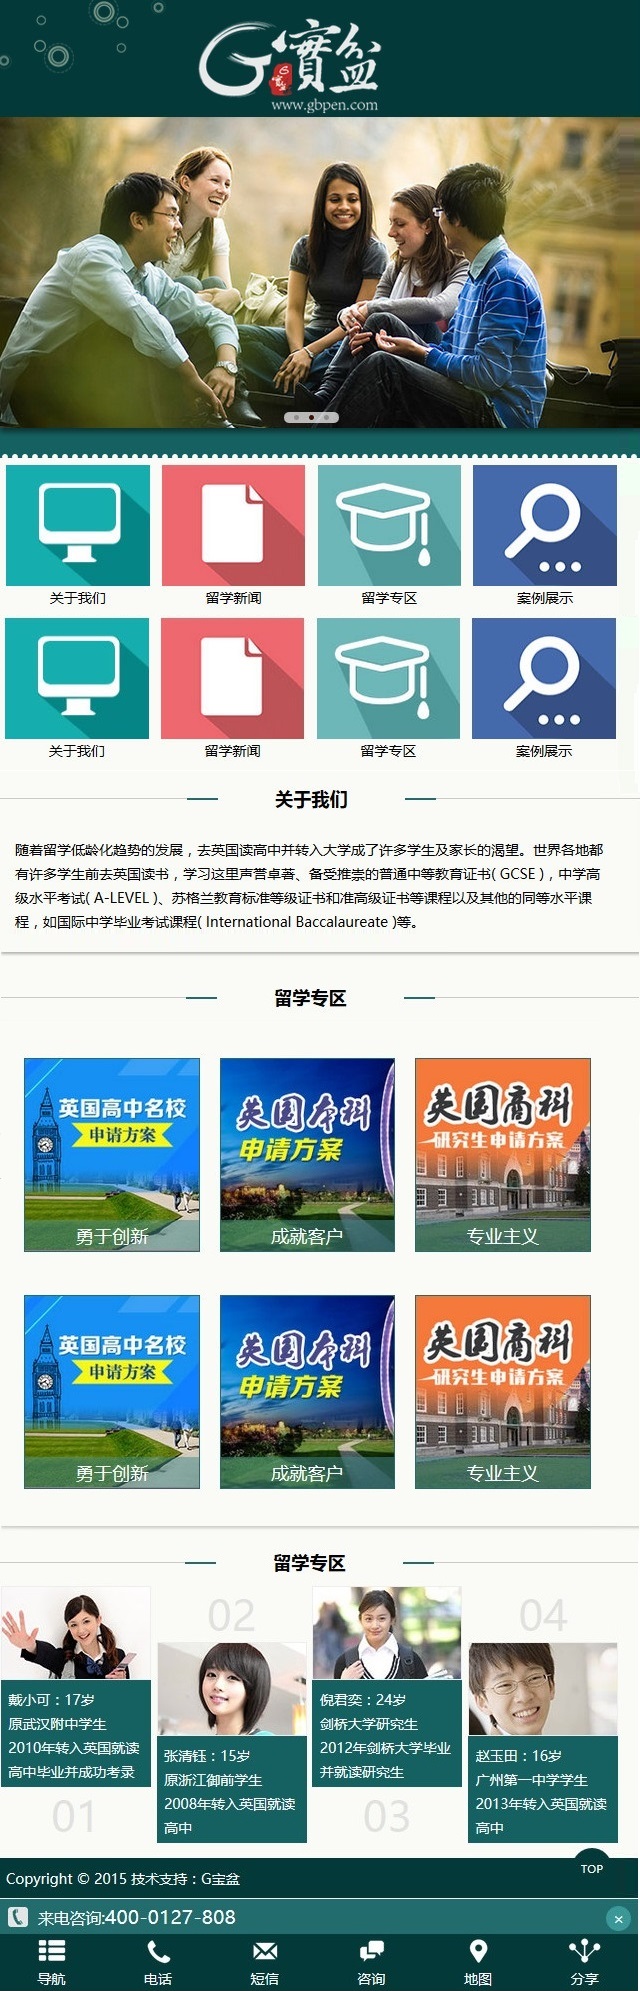 G寶盆
www.gbpen.com
关于我们 留学新闻 留学专区 案例展示
关于我们 留学新闻 留学专区 案例展示
关于我们
随着留学低龄化趋势的发展，去英国读高中并转入大学成了许多学生及家长的渴望。世界各地都
有许多学生前去英国读书，学习这里声誉卓著、备受推崇的普通中等教育证书( GCSE )，中学高
级水平考试( A-LEVEL )、苏格兰教育标准等级证书和准高级证书等课程以及其他的同等水平课
程，如国际中学毕业考试课程( International Baccalaureate )等。
留学专区
英国高中名校
申请方案
勇于创新
英国本科
申请方案
成就客户
英国商科
研究生申请方案
专业主义
英国高中名校
申请方案
勇于创新
英国本科
申请方案
成就客户
英国商科
研究生申请方案
专业主义
留学专区
戴小可：17岁
原武汉附中学生
2010年转入英国就读
高中毕业并成功考录
01
02
张清钰：15岁
原浙江御前学生
2008年转入英国就读
高中
倪君奕：24岁
剑桥大学研究生
2012年剑桥大学毕业
并就读研究生
03
04
赵玉田：16岁
广州第一中学学生
2013年转入英国就读
高中
TOP
Copyright © 2015 技术支持：G宝盆
来电咨询:400-0127-808
导航 电话 短信 咨询 地图 分享